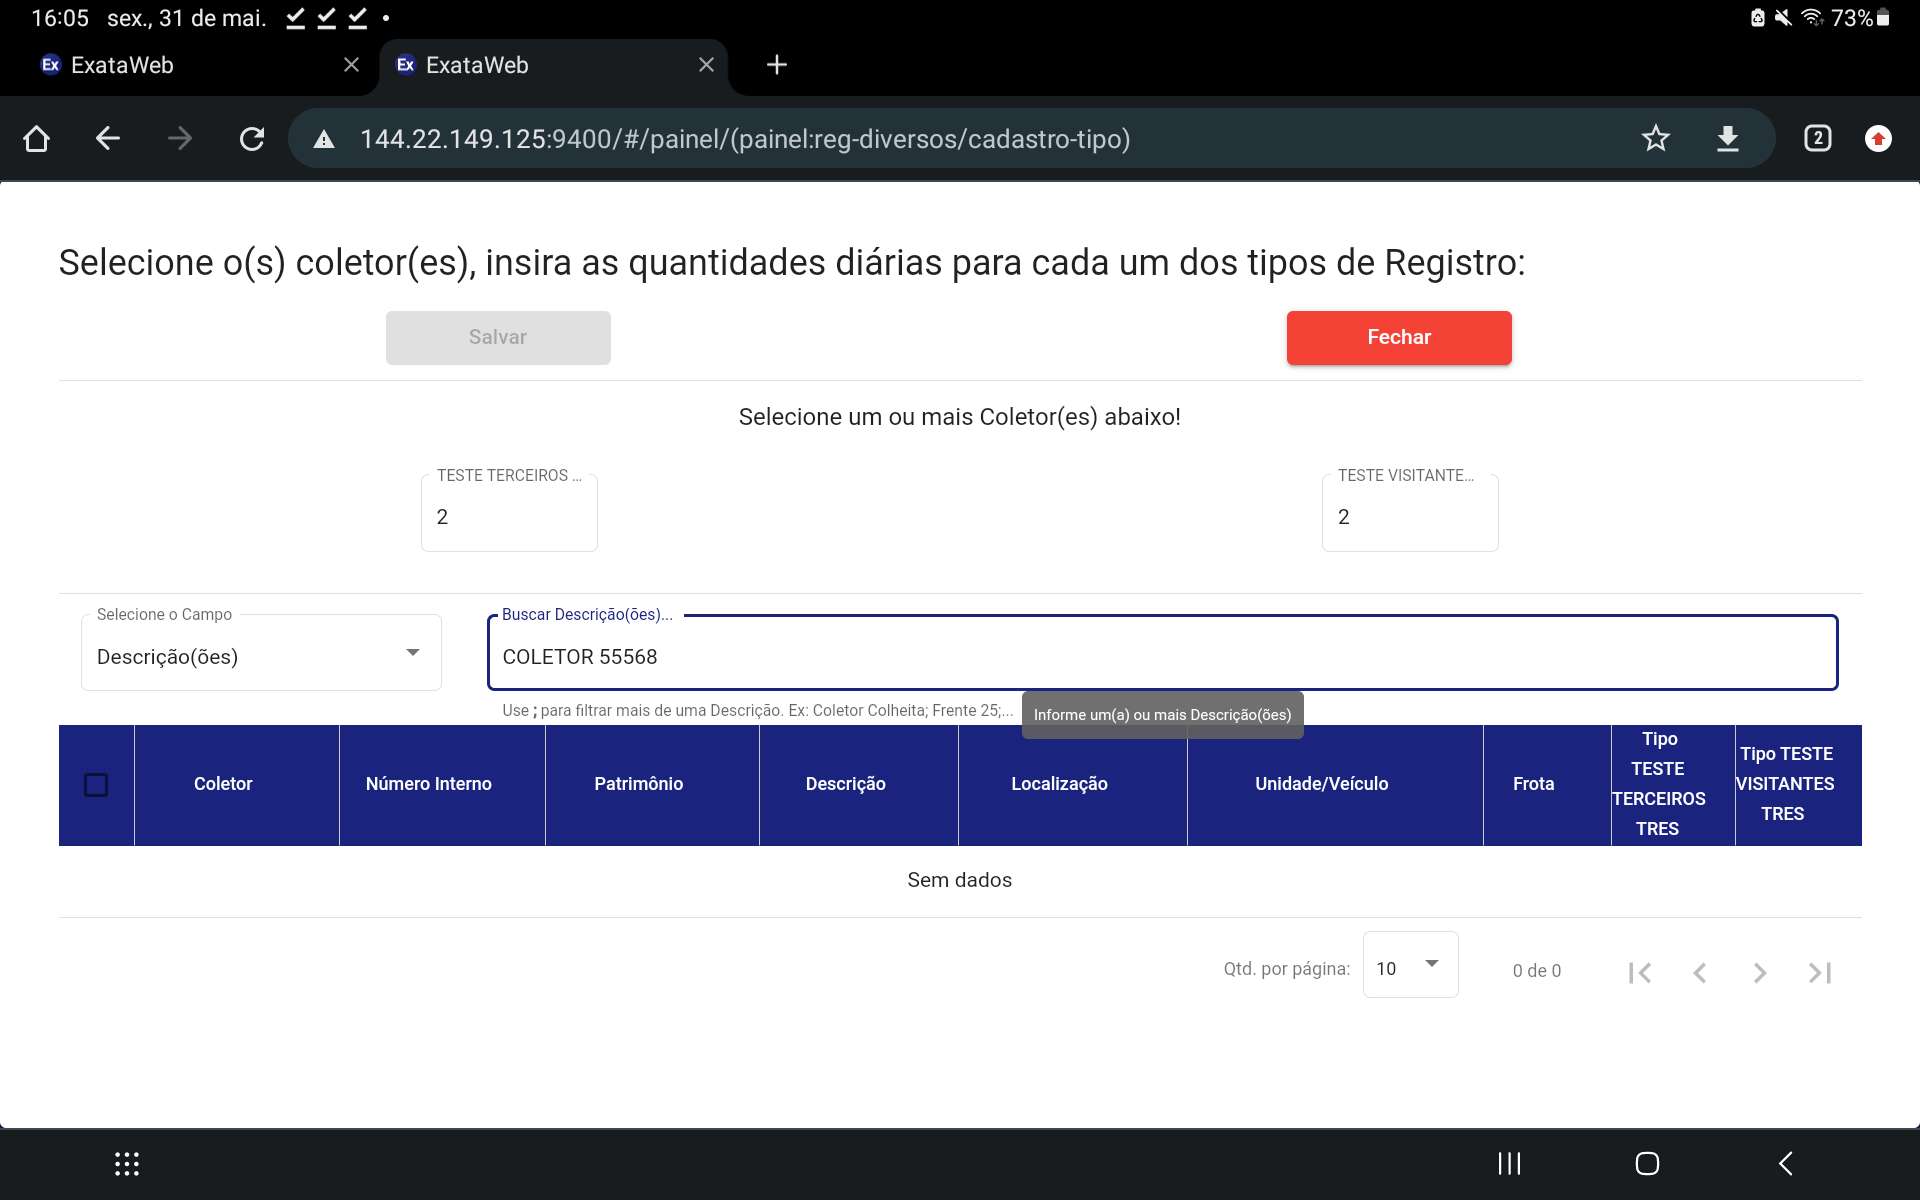 16:05 sex., 31 de mai.
73%
Ex ExataWeb
Ex ExataWeb
144.22.149.125:9400/#/painel/(painel:reg-diversos/cadastro-tipo)
2
Selecione o(s) coletor(es), insira as quantidades diárias para cada um dos tipos de Registro:
Salvar
Fechar
Selecione um ou mais Coletor(es) abaixo!
TESTE TERCEIROS ...
2
TESTE VISITANTE...
2
Selecione o Campo
Descrição(ões)
Buscar Descrição(ões)...
COLETOR 55568
Use ; para filtrar mais de uma Descrição. Ex: Coletor Colheita; Frente 25;...
Informe um(a) ou mais Descrição(ões)
Coletor
Número Interno
Patrimônio
Descrição
Localização
Unidade/Veículo
Frota
Tipo
TESTE
TERCEIROS
TRES
Tipo TESTE
VISITANTES
TRES
Sem dados
Qtd. por página:
10
0 de 0